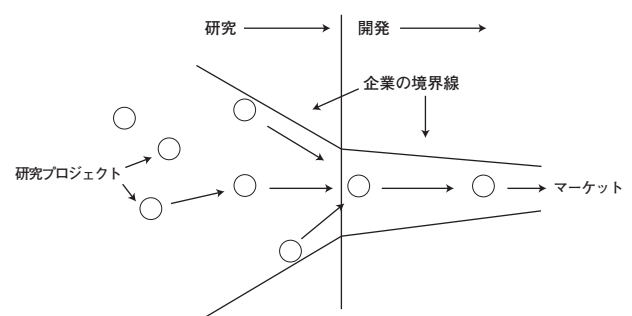 研究
開発
企業の境界線
研究プロジェクト
マーケット